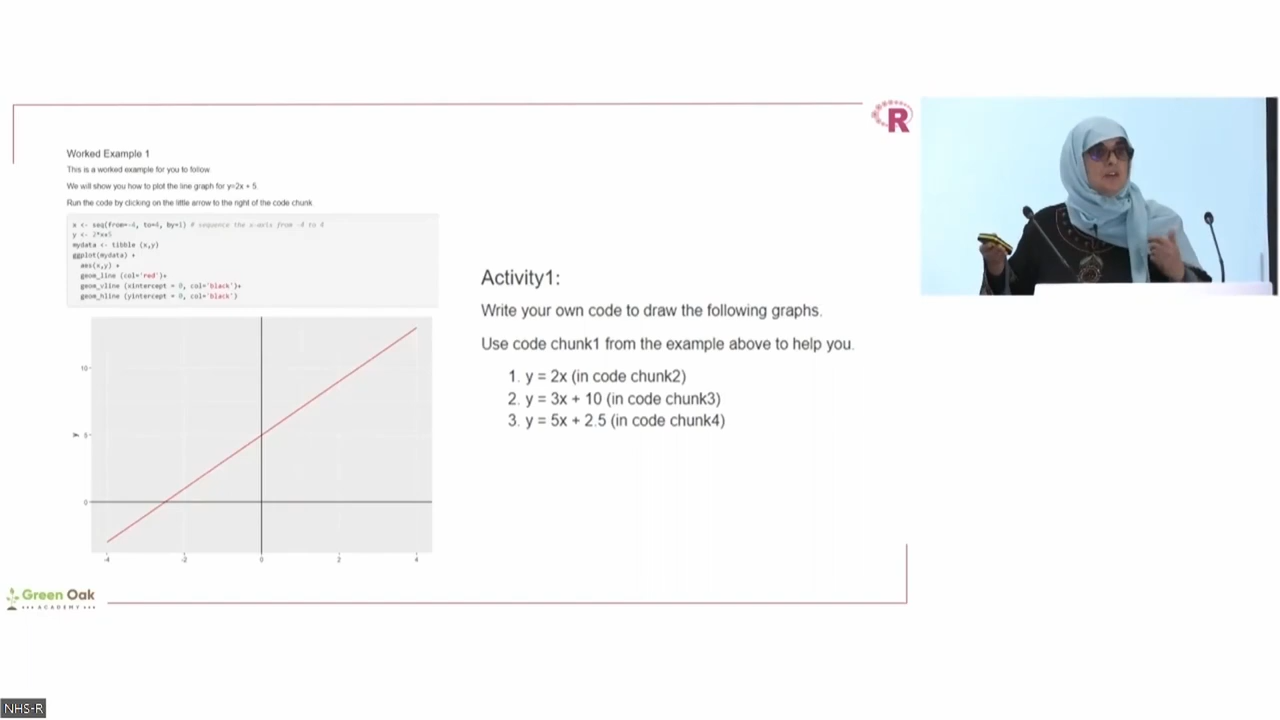 R
Worked Example 1
This is a worked example for you to follow.
We will show you how to plot the line graph for y=2x + 5.
Run the code by clicking on the little arrow to the right of the code chunk
x <- seq(from=-4, to=4, by=1) # sequence the x-axis from -4 to 4
y <- 2*x+5
mydata <- tibble (x,y)
ggplot(mydata) +
aes(x,y) +
geom_line (col='red')+
geom_vline (xintercept = 0, col='black')+
geom_hline (yintercept = 0, col='black')
10
5
y
0
-4 -2 0 2 4
Activity1:
Write your own code to draw the following graphs.
Use code chunk1 from the example above to help you.
1. y = 2x (in code chunk2)
2. y = 3x + 10 (in code chunk3)
3. y = 5x + 2.5 (in code chunk4)
Green Oak
ACADEMY
NHS-R